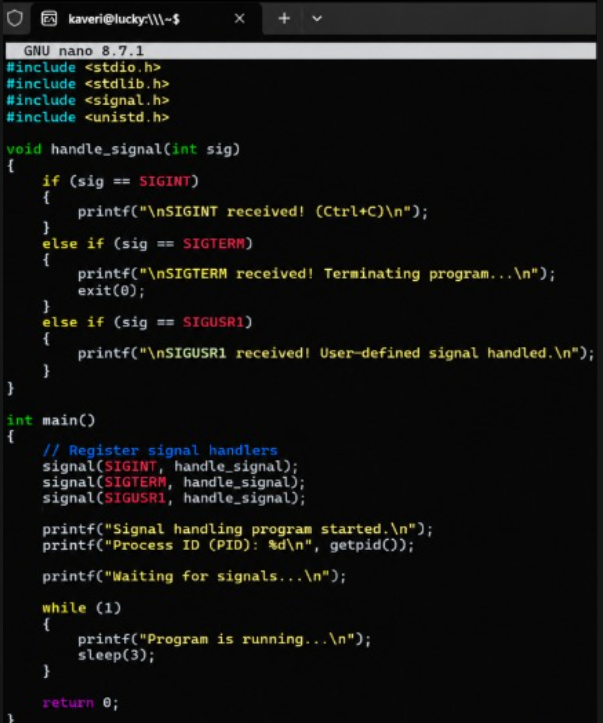 kaveri@lucky:\\\~$
GNU nano 8.7.1
#include <stdio.h>
#include <stdlib.h>
#include <signal.h>
#include <unistd.h>

void handle_signal(int sig)
{
    if (sig == SIGINT)
    {
        printf("\nSIGINT received! (Ctrl+C)\n");
    }
    else if (sig == SIGTERM)
    {
        printf("\nSIGTERM received! Terminating program...\n");
        exit(0);
    }
    else if (sig == SIGUSR1)
    {
        printf("\nSIGUSR1 received! User-defined signal handled.\n");
    }
}

int main()
{
    // Register signal handlers
    signal(SIGINT, handle_signal);
    signal(SIGTERM, handle_signal);
    signal(SIGUSR1, handle_signal);

    printf("Signal handling program started.\n");
    printf("Process ID (PID): %d\n", getpid());

    printf("Waiting for signals...\n");

    while (1)
    {
        printf("Program is running...\n");
        sleep(3);
    }

    return 0;
}